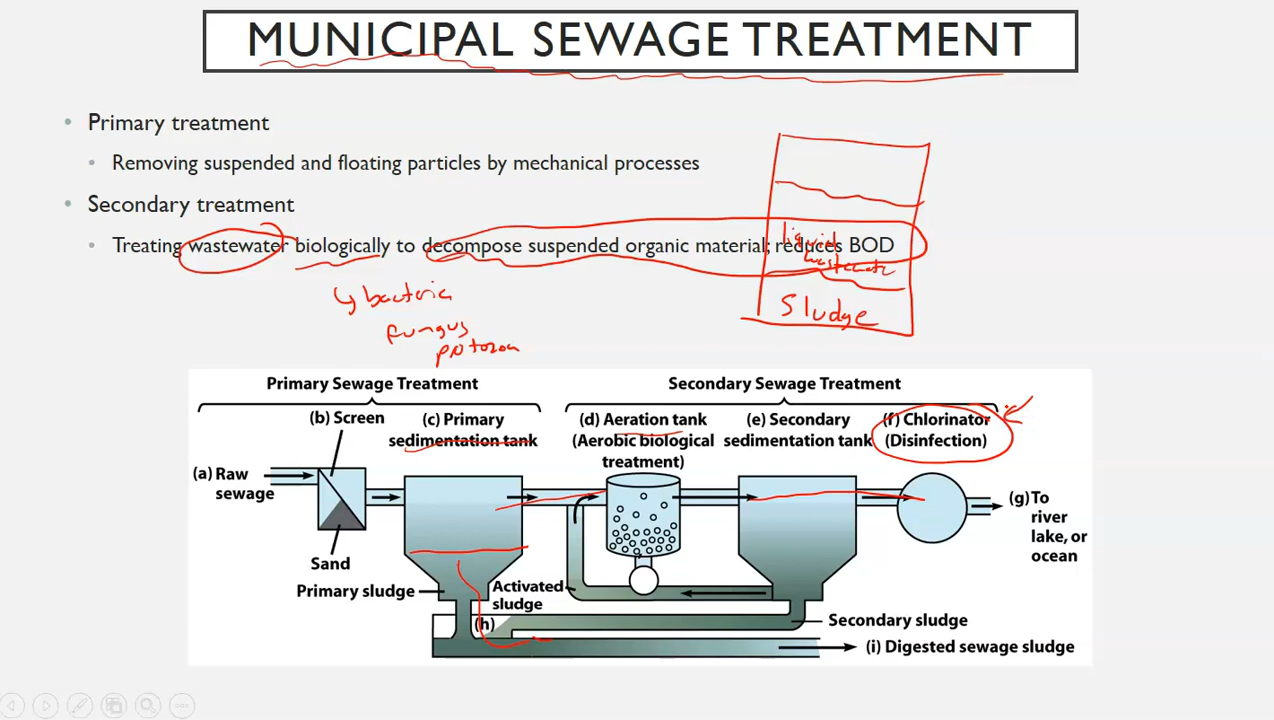 MUNICIPAL SEWAGE TREATMENT
Primary treatment
Removing suspended and floating particles by mechanical processes
Secondary treatment
Treating wastewater biologically to decompose suspended organic material; reduces BOD
liquid
wastewater
Sludge
bacteria
fungus
protozoa
Primary Sewage Treatment
Secondary Sewage Treatment
(b) Screen
(c) Primary
sedimentation tank
(d) Aeration tank
(Aerobic biological
treatment)
(e) Secondary
sedimentation tank
(f) Chlorinator
(Disinfection)
(a) Raw
sewage
(g) To
river
lake, or
ocean
Sand
Primary sludge
Activated
sludge
(h)
Secondary sludge
(i) Digested sewage sludge